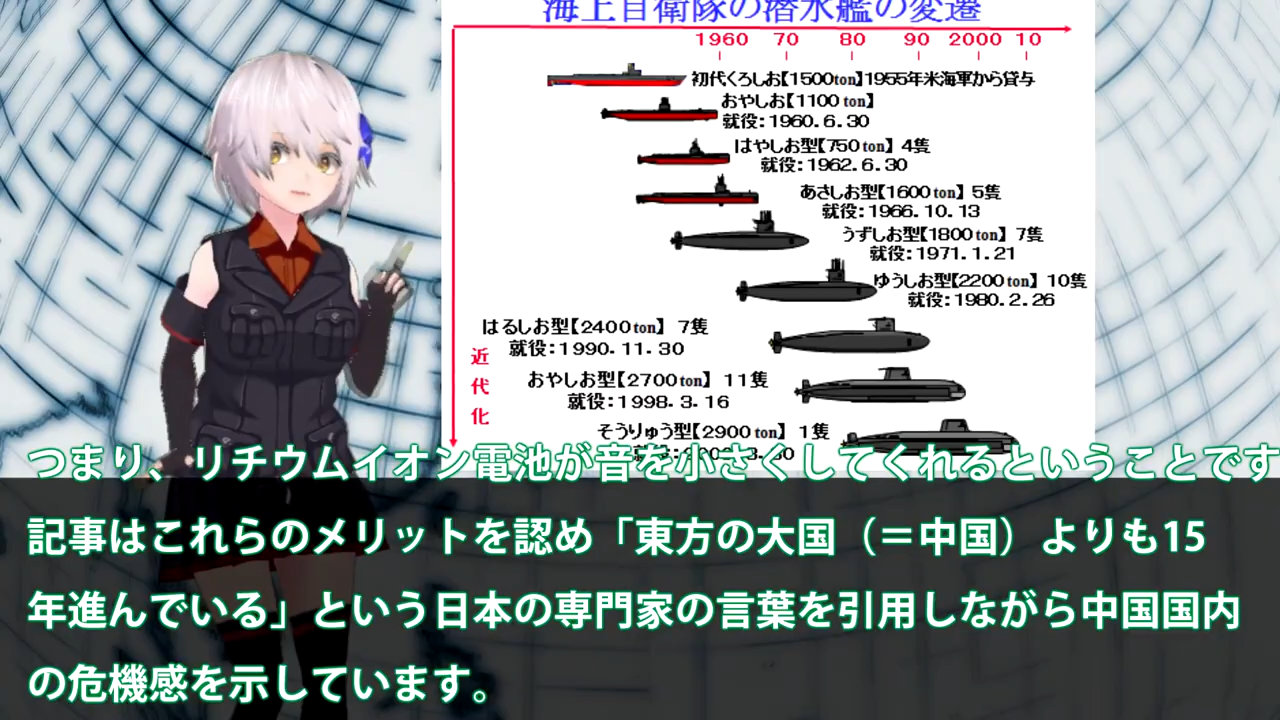 海上自衛隊の潜水艦の変遷
1960 70 80 90 2000 10
初代くろしお【1500ton】1955年米海軍から貸与
おやしお【1100 ton】
就役:1960.6.30
はやしお型【750 ton】 4隻
就役:1962.6.30
あさしお型【1600 ton】 5隻
就役:1966.10.13
うずしお型【1800 ton】 7隻
就役:1971.1.21
ゆうしお型【2200 ton】 10隻
就役:1980.2.26
はるしお型【2400 ton】 7隻
就役:1990.11.30
近代化
おやしお型【2700 ton】 11隻
就役:1998.3.16
そうりゅう型【2900 ton】 1隻
つまり、リチウムイオン電池が音を小さくしてくれるということです
記事はこれらのメリットを認め「東方の大国（＝中国）よりも15
年進んでいる」という日本の専門家の言葉を引用しながら中国国内
の危機感を示しています。